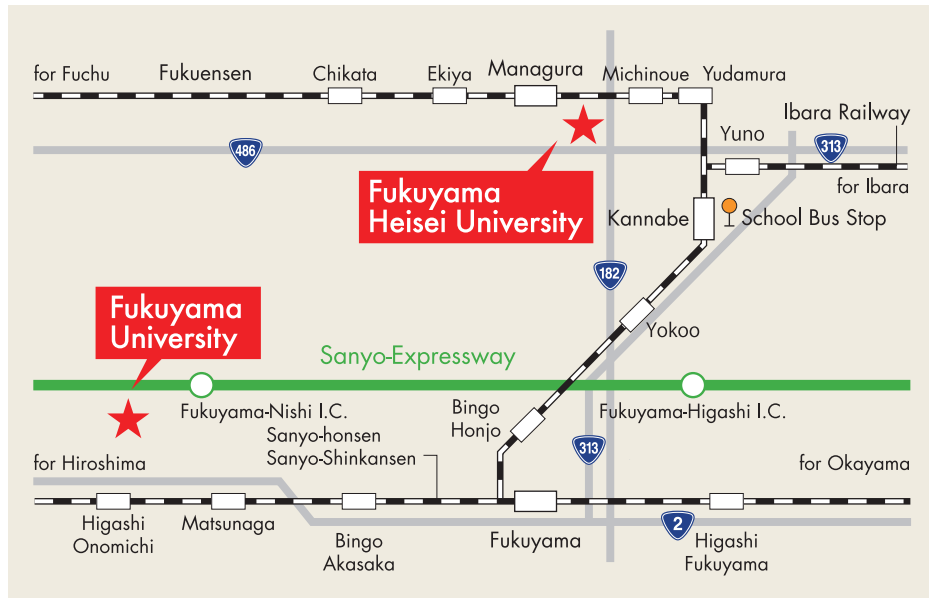 for Fuchu
Fukuensen
Chikata
Ekiya
Managura
Michinoue
Yudamura
Ibara Railway
Yuno
486
313
for Ibara
Fukuyama
Heisei University
Kannabe
School Bus Stop
182
Fukuyama
University
Yokoo
Sanyo-Expressway
Fukuyama-Nishi I.C.
Bingo
Honjo
Fukuyama-Higashi I.C.
Sanyo-honsen
Sanyo-Shinkansen
313
for Hiroshima
for Okayama
Higashi
Onomichi
Matsunaga
Bingo
Akasaka
Fukuyama
2
Higashi
Fukuyama